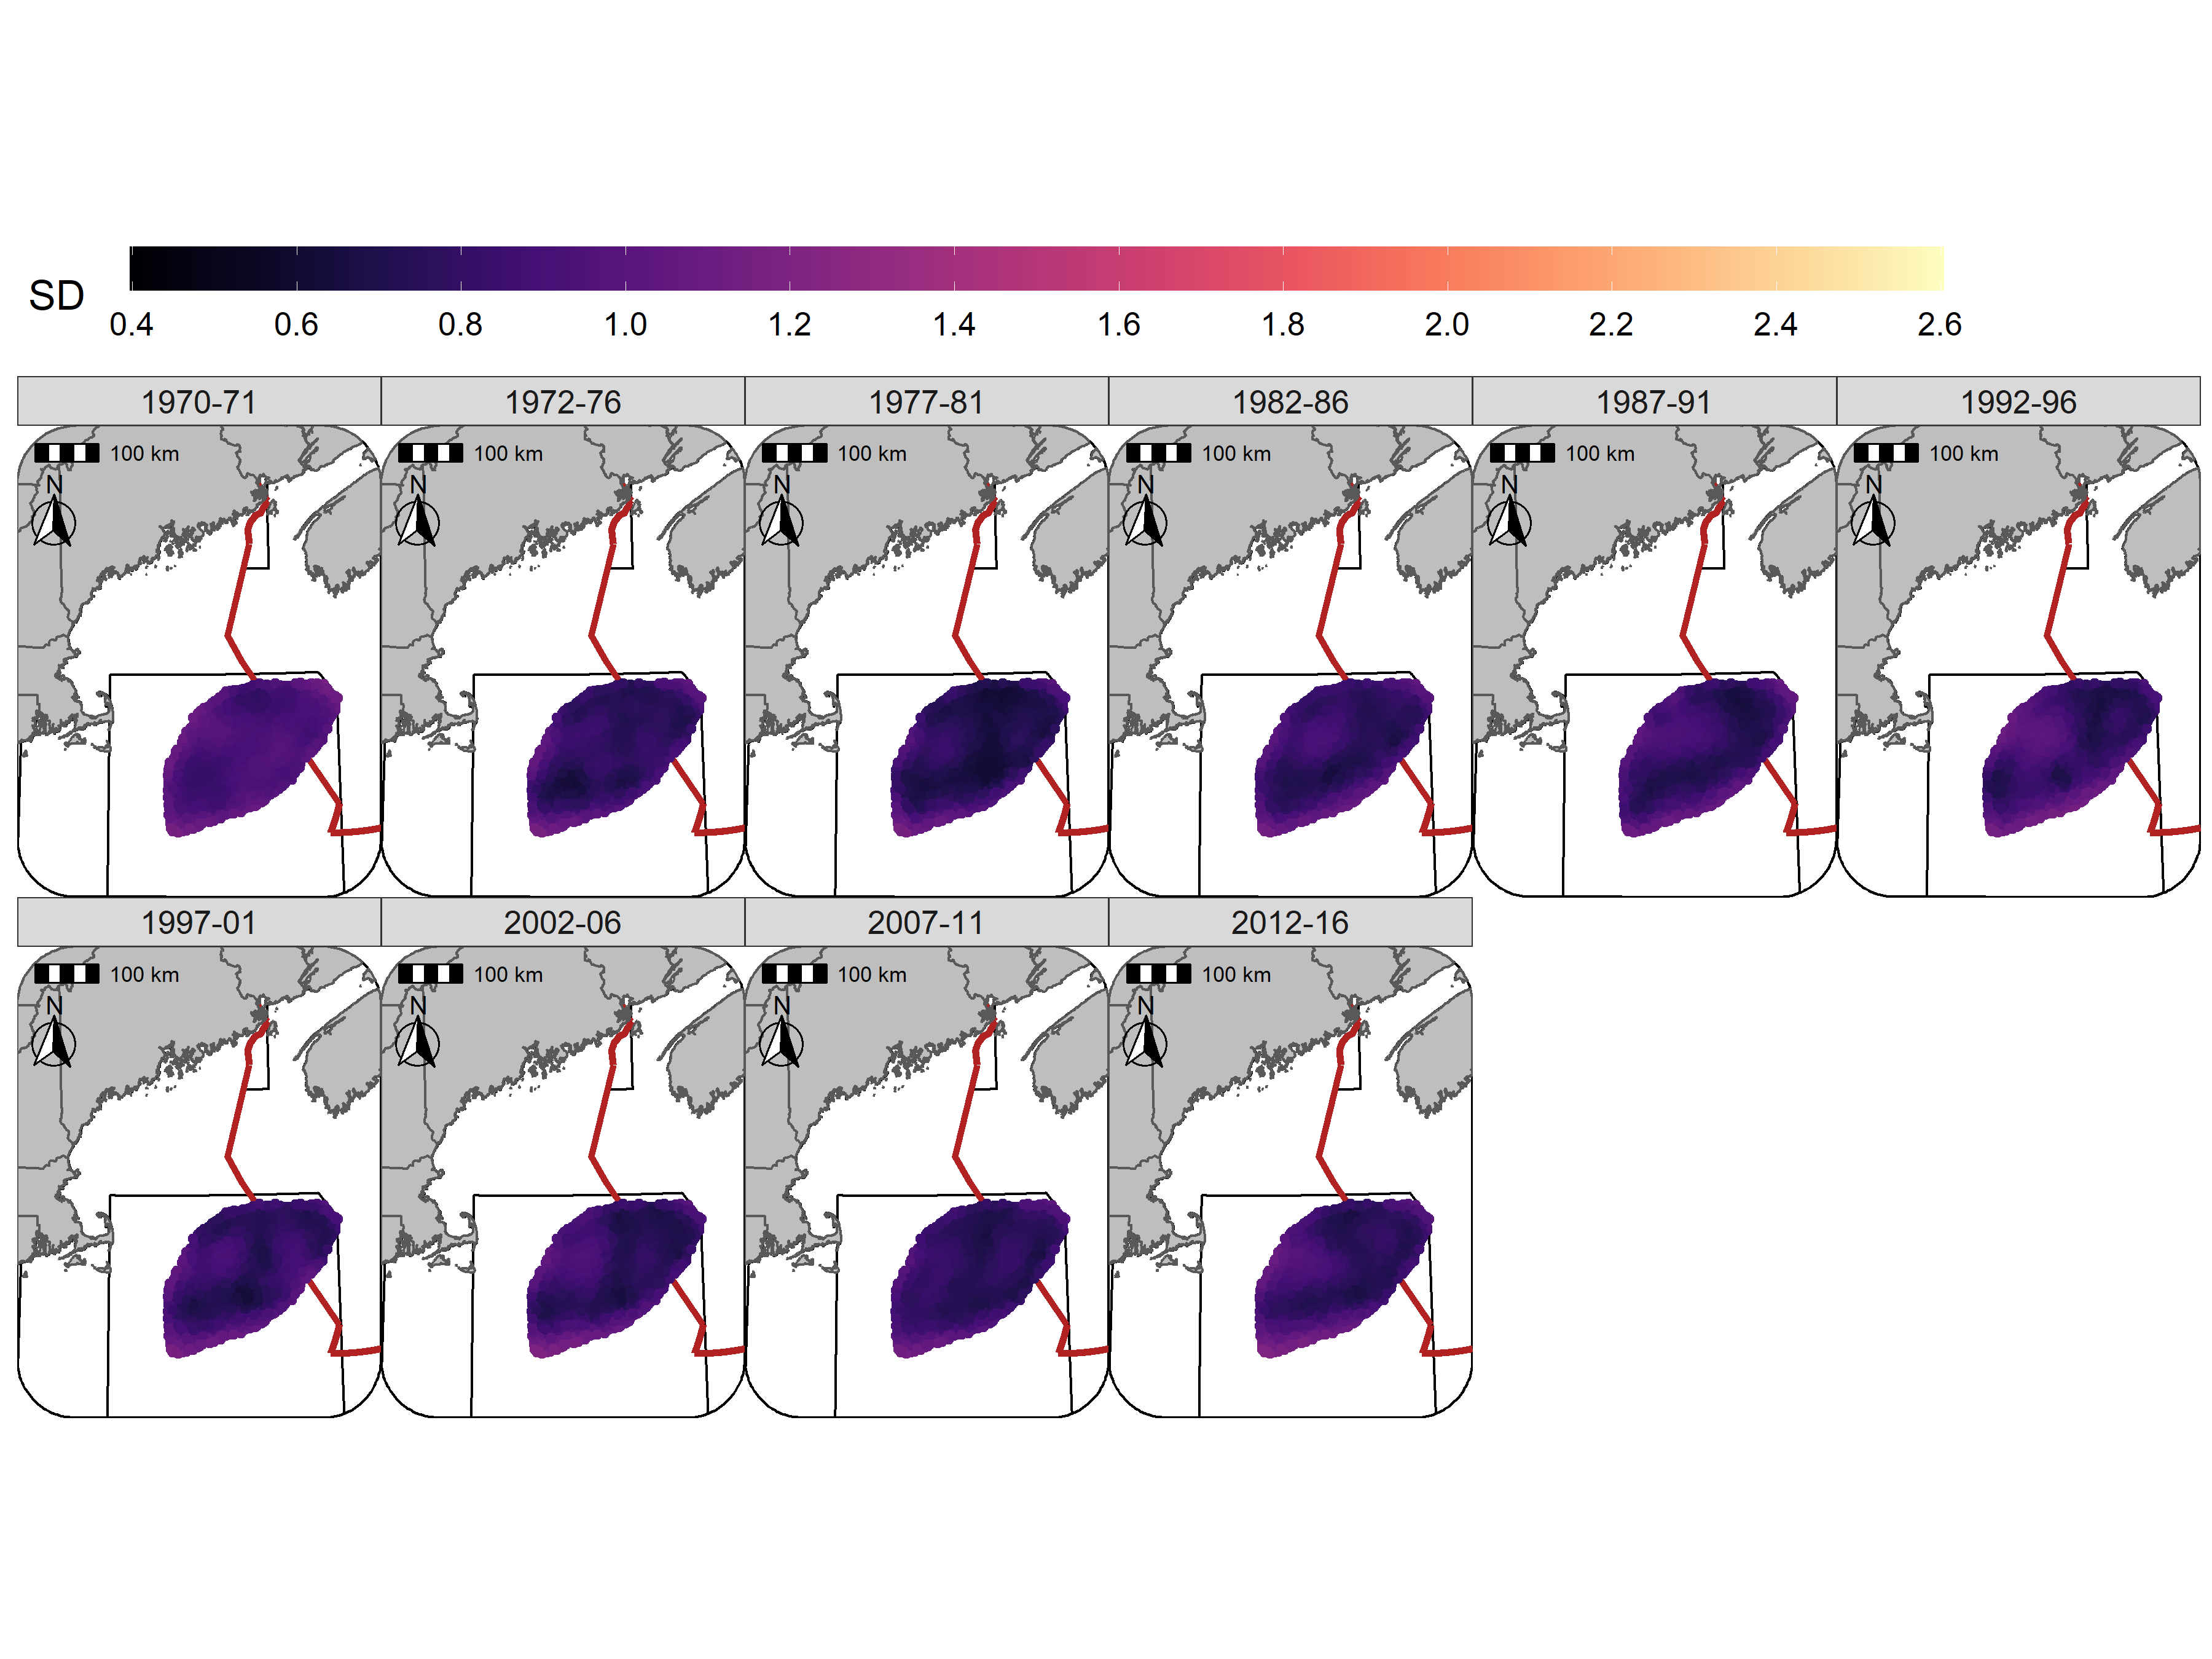 SD
0.4 0.6 0.8 1.0 1.2 1.4 1.6 1.8 2.0 2.2 2.4 2.6
1970-71 1972-76 1977-81 1982-86 1987-91 1992-96
100 km 100 km 100 km 100 km 100 km 100 km
N N N N N N
1997-01 2002-06 2007-11 2012-16
100 km 100 km 100 km 100 km
N N N N